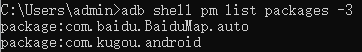 C:\Users\admin>adb shell pm list packages -3
package:com.baidu.BaiduMap.auto
package:com.kugou.android